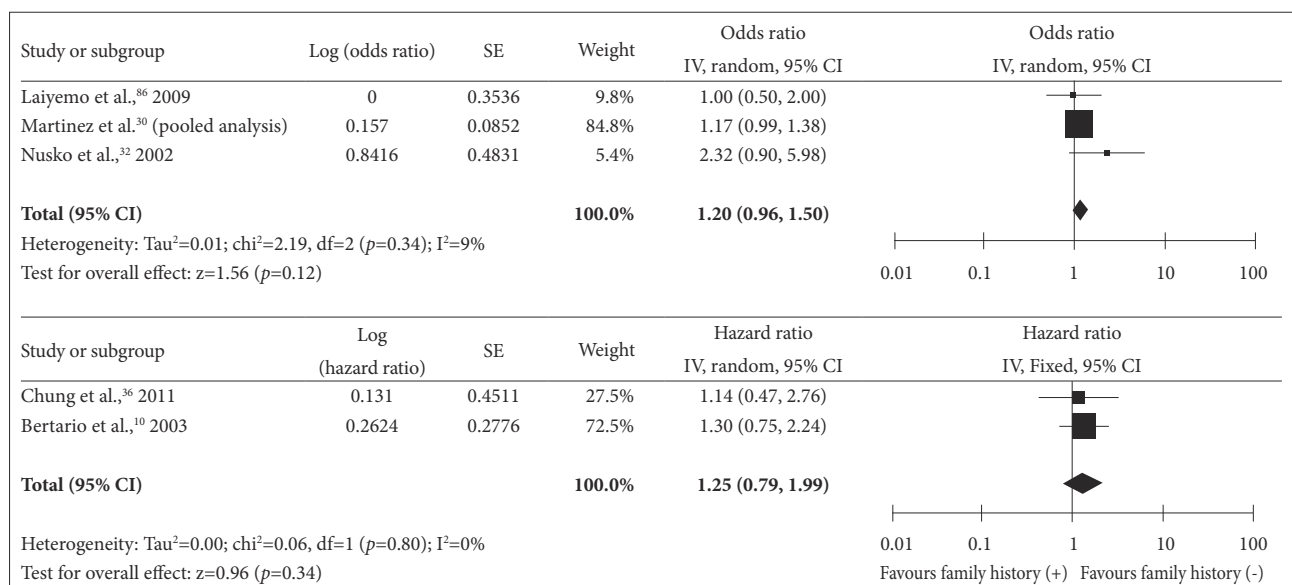 Study or subgroup Log (odds ratio) SE Weight Odds ratio IV, random, 95% CI Odds ratio IV, random, 95% CI
Laiyemo et al.,⁸⁶ 2009 0 0.3536 9.8% 1.00 (0.50, 2.00)
Martinez et al.³⁰ (pooled analysis) 0.157 0.0852 84.8% 1.17 (0.99, 1.38)
Nusko et al.,³² 2002 0.8416 0.4831 5.4% 2.32 (0.90, 5.98)
Total (95% CI) 100.0% 1.20 (0.96, 1.50)
Heterogeneity: Tau²=0.01; chi²=2.19, df=2 (p=0.34); I²=9%
Test for overall effect: z=1.56 (p=0.12)
0.01 0.1 1 10 100
Study or subgroup Log (hazard ratio) SE Weight Hazard ratio IV, random, 95% CI Hazard ratio IV, Fixed, 95% CI
Chung et al.,³⁶ 2011 0.131 0.4511 27.5% 1.14 (0.47, 2.76)
Bertario et al.,¹⁰ 2003 0.2624 0.2776 72.5% 1.30 (0.75, 2.24)
Total (95% CI) 100.0% 1.25 (0.79, 1.99)
Heterogeneity: Tau²=0.00; chi²=0.06, df=1 (p=0.80); I²=0%
Test for overall effect: z=0.96 (p=0.34)
0.01 0.1 1 10 100
Favours family history (+) Favours family history (-)